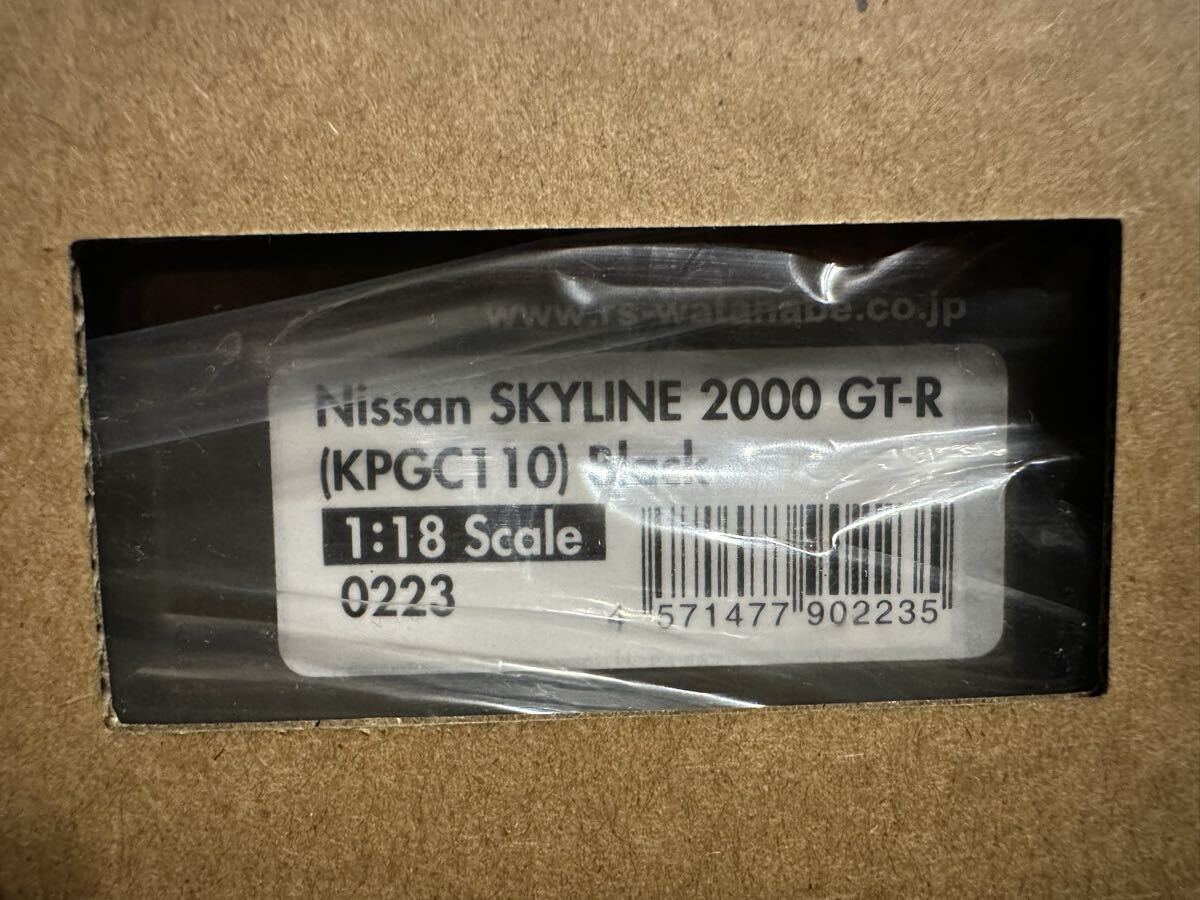 www.rs-watanabe.co.jp
Nissan SKYLINE 2000 GT-R
(KPGC110) Black
1:18 Scale
0223
4 571477 902235